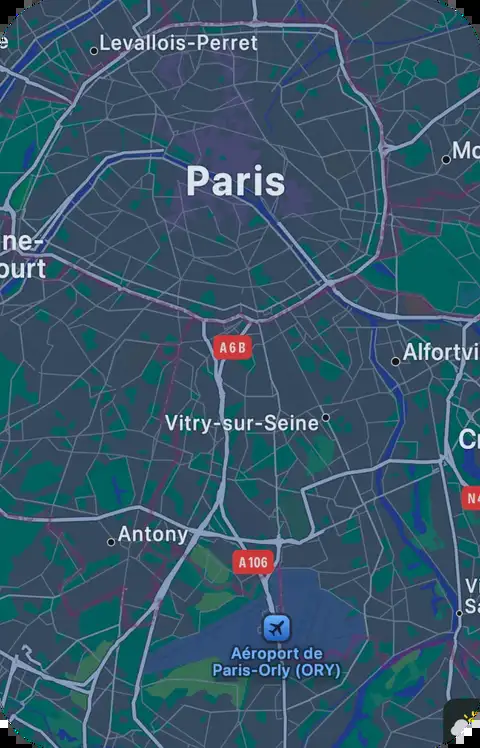 Levallois-Perret
Paris
ne-
ourt
A6B
Alfortvi
Vitry-sur-Seine
Antony
A106
Aéroport de
Paris-Orly (ORY)
Mo
Cr
N4
Vi
Sa